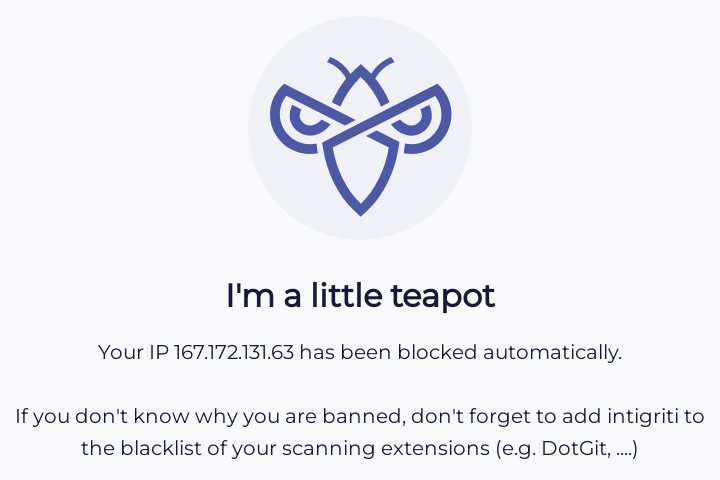 I'm a little teapot
Your IP 167.172.131.63 has been blocked automatically.
If you don't know why you are banned, don't forget to add intigriti to
the blacklist of your scanning extensions (e.g. DotGit, ....)